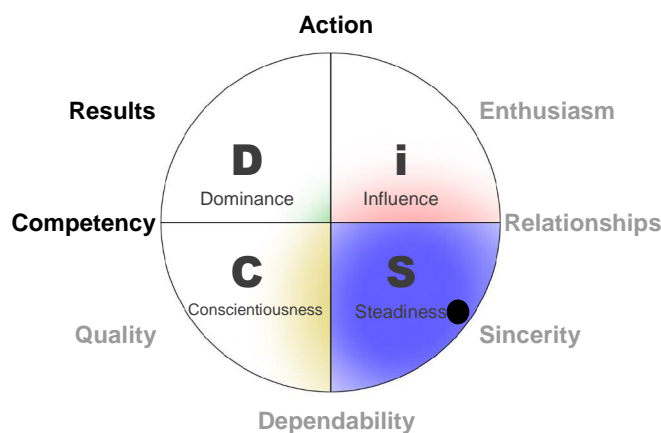 Action
Results
Enthusiasm
D
i
Dominance
Influence
Competency
Relationships
C
S
Conscientiousness
Steadiness
Quality
Sincerity
Dependability